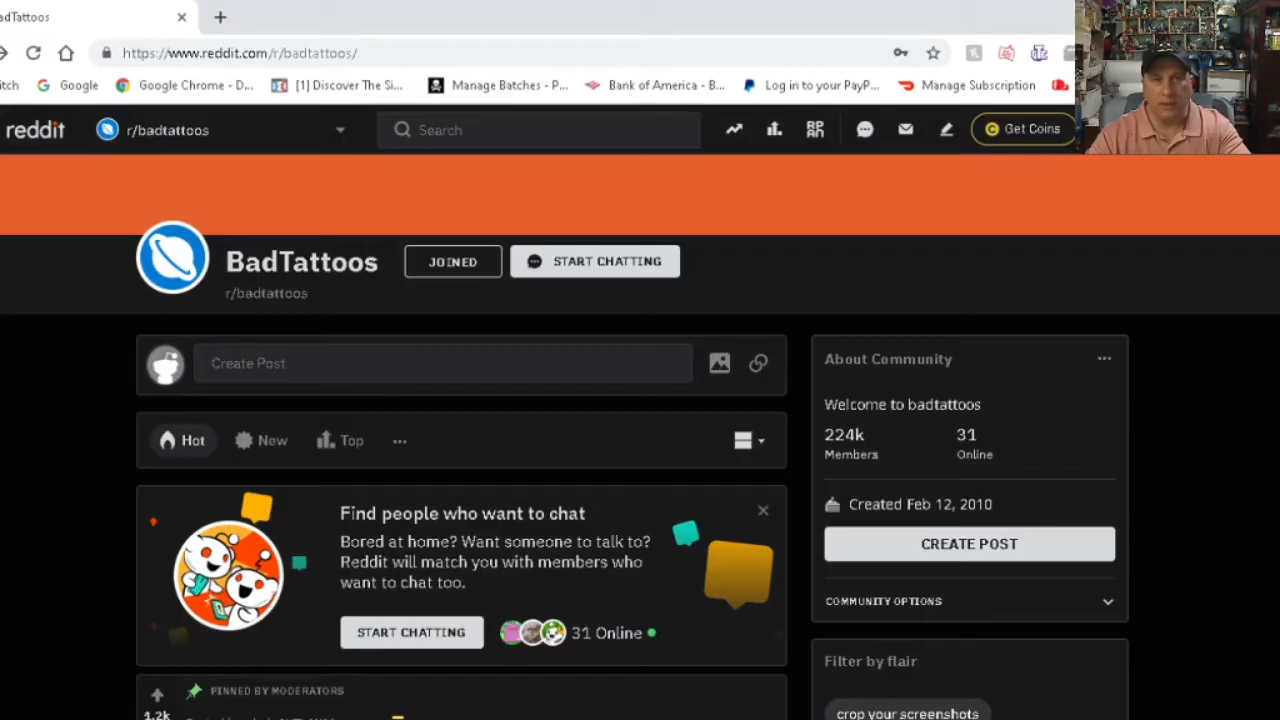 adTattoos
https://www.reddit.com/r/badtattoos/
itch Google Google Chrome - D... [1] Discover The Si... Manage Batches - P... Bank of America - B... Log in to your PayP... Manage Subscription
reddit r/badtattoos Search Get Coins
BadTattoos JOINED START CHATTING
r/badtattoos
Create Post
About Community
Welcome to badtattoos
224k 31
Members Online
Hot New Top
Created Feb 12, 2010
CREATE POST
COMMUNITY OPTIONS
Find people who want to chat
Bored at home? Want someone to talk to?
Reddit will match you with members who
want to chat too.
START CHATTING 31 Online
Filter by flair
crop your screenshots
PINNED BY MODERATORS
1.2k